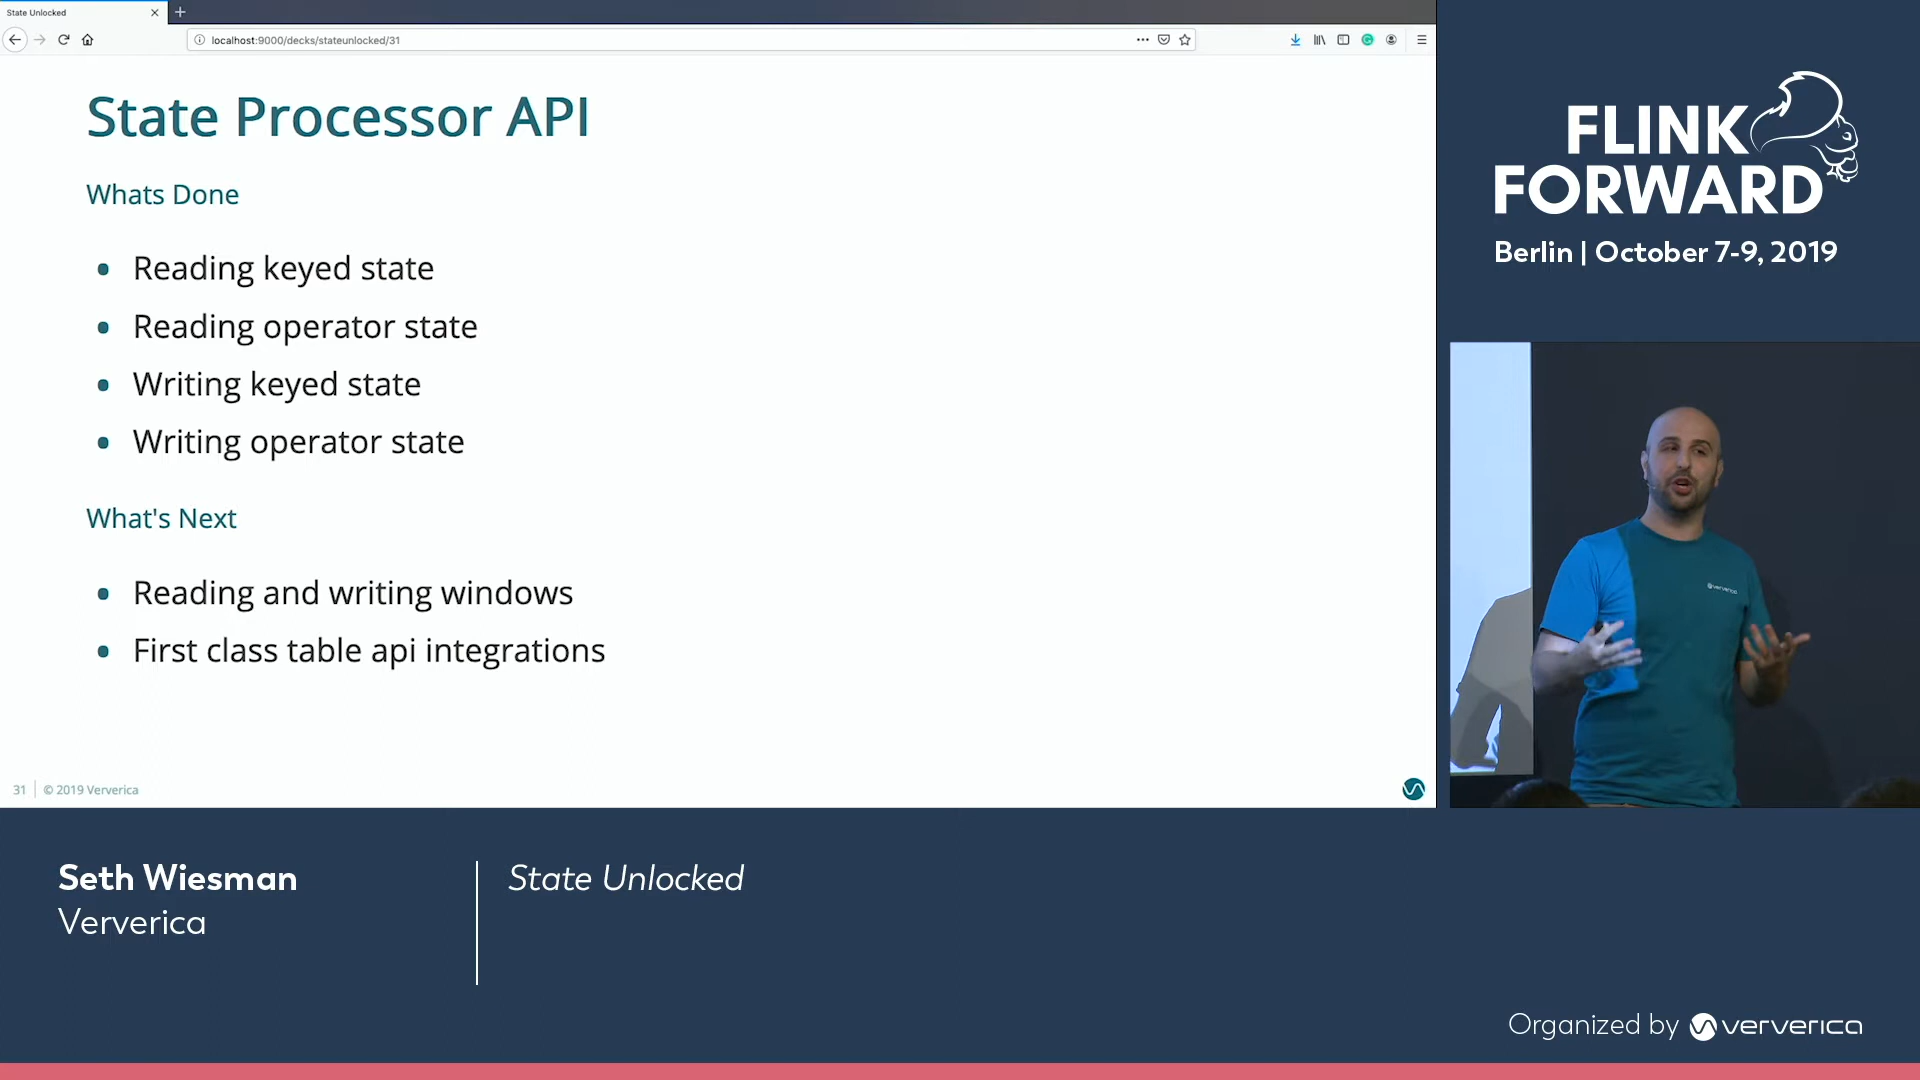 State Unlocked
localhost:9000/decks/stateunlocked/31
State Processor API
Whats Done
Reading keyed state
Reading operator state
Writing keyed state
Writing operator state
What's Next
Reading and writing windows
First class table api integrations
31 | © 2019 Ververica
FLINK
FORWARD
Berlin | October 7-9, 2019
ververica
Seth Wiesman
Ververica
State Unlocked
Organized by ververica